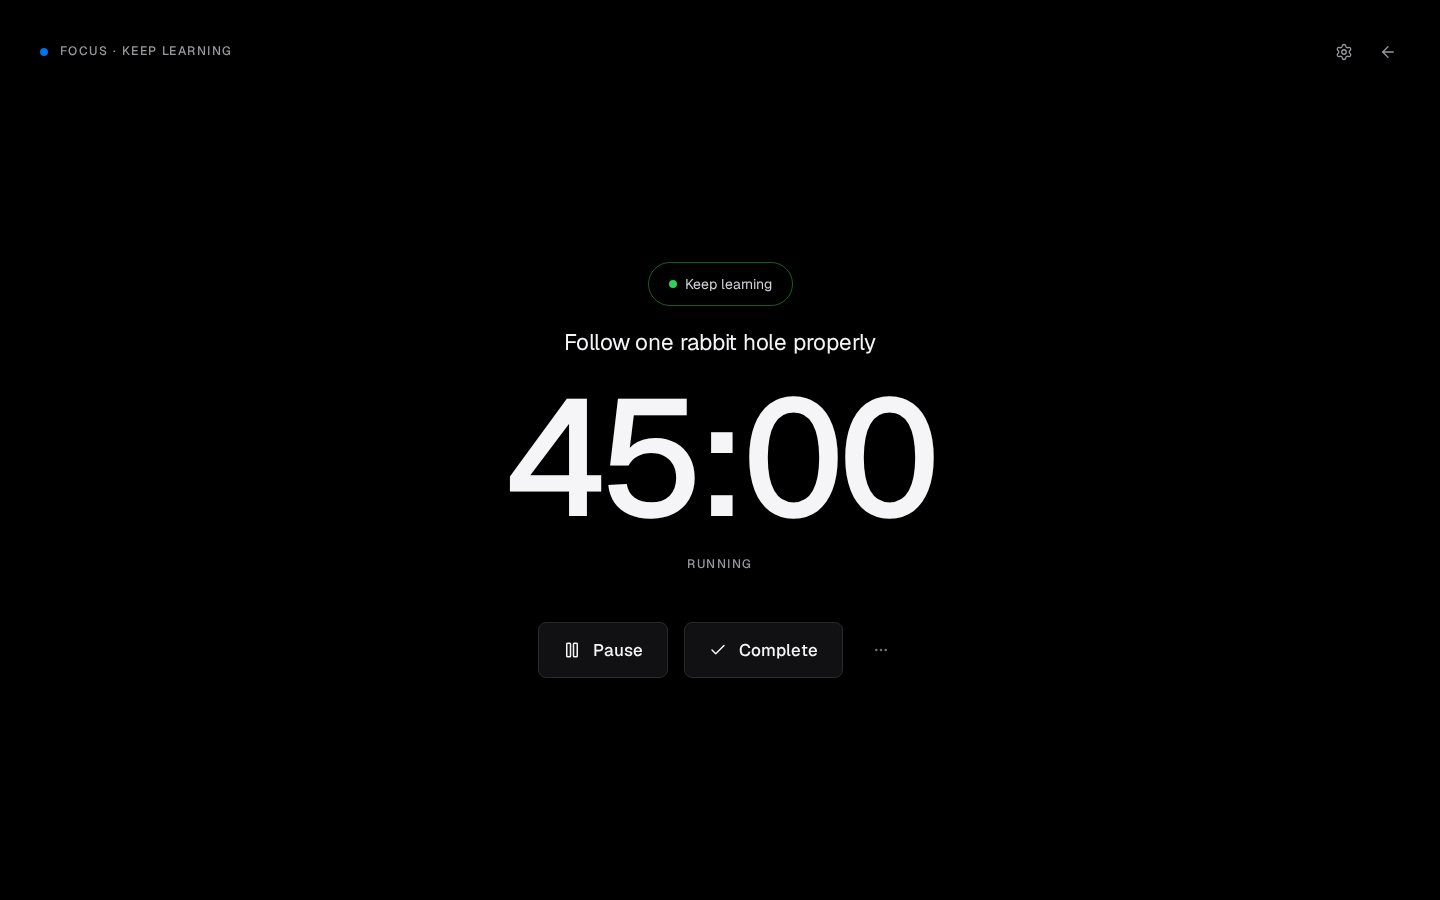 FOCUS · KEEP LEARNING
Keep learning
Follow one rabbit hole properly
45:00
RUNNING
Pause
Complete